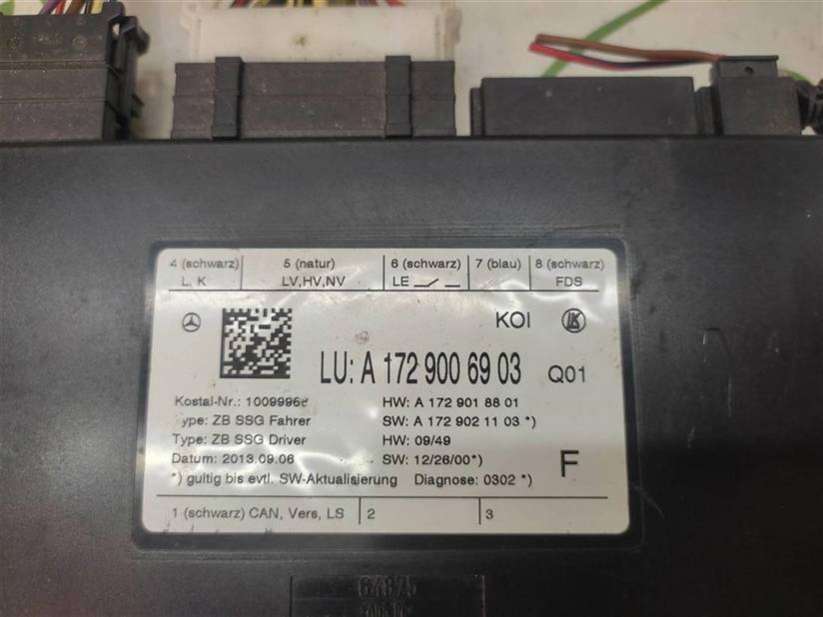 4 (schwarz) 5 (natur) 6 (schwarz) 7 (blau) 8 (schwarz)
L, K LV,HV,NV LE FDS
KOI
LU: A 172 900 69 03 Q01
Kostal-Nr.: HW: A 172 901 88 01
Type: ZB SSG Fahrer SW: A 172 902 11 03 *)
Type: ZB SSG Driver HW: 09/49
Datum: 2013.09.06 SW: 12/26/00*) F
*) gultig bis evtl. SW-Aktualisierung Diagnose: 0302 *)
1 (schwarz) CAN, Vers, LS 2 3